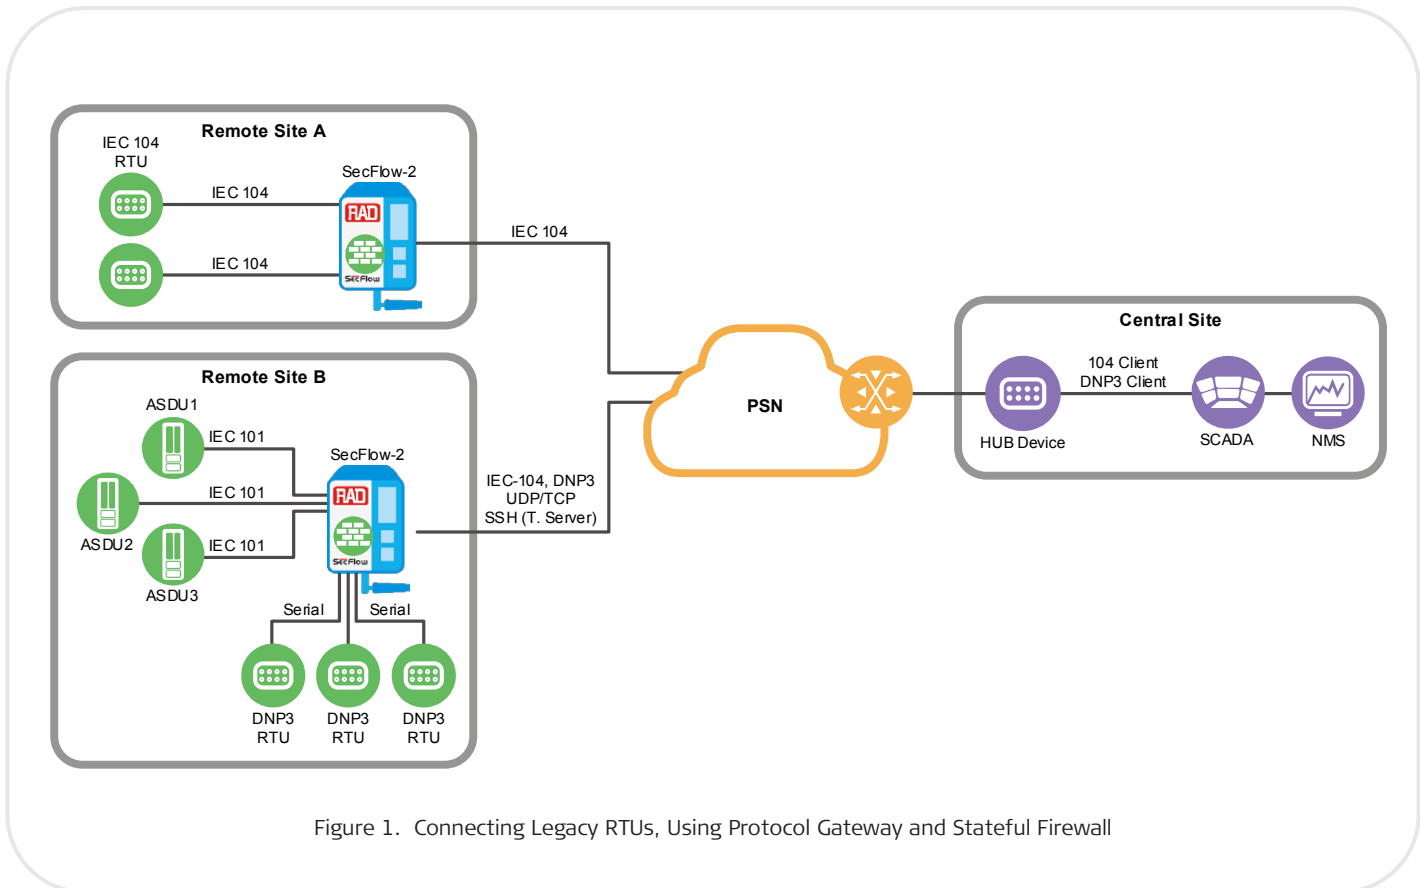 Remote Site A
IEC 104
RTU
IEC 104
IEC 104
SecFlow-2
RAD
SecFlow
IEC 104
Remote Site B
ASDU1
IEC 101
ASDU2
IEC 101
ASDU3
IEC 101
SecFlow-2
RAD
SecFlow
Serial
Serial
DNP3
RTU
DNP3
RTU
DNP3
RTU
IEC-104, DNP3
UDP/TCP
SSH (T. Server)
PSN
Central Site
HUB Device
104 Client
DNP3 Client
SCADA
NMS
Figure 1. Connecting Legacy RTUs, Using Protocol Gateway and Stateful Firewall